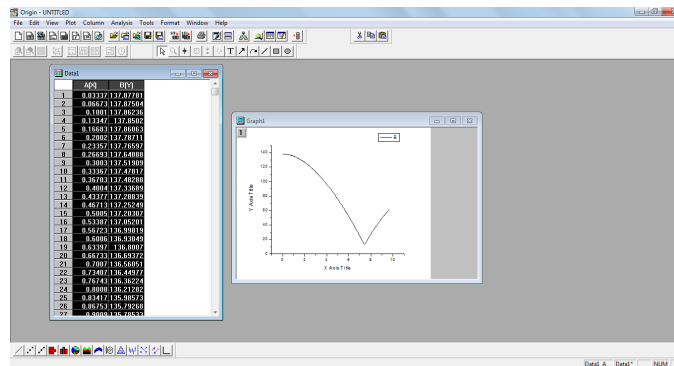 Origin - UNTITLED
File Edit View Plot Column Analysis Tools Format Window Help
Data1
A(X) B(Y)
1 0.03337 137.87781
2 0.06673 137.87504
3 0.1001 137.86236
4 0.13347 137.8502
5 0.16683 137.86063
6 0.2002 137.78711
7 0.23357 137.76597
8 0.26693 137.64088
9 0.3003 137.51909
10 0.33367 137.47817
11 0.36703 137.48288
12 0.4004 137.33689
13 0.43377 137.28839
14 0.46713 137.25249
15 0.5005 137.20307
16 0.53387 137.05201
17 0.56723 136.99819
18 0.6006 136.93049
19 0.63397 136.8007
20 0.66733 136.69372
21 0.7007 136.56051
22 0.73407 136.44977
23 0.76743 136.36224
24 0.8008 136.21282
25 0.83417 135.98573
26 0.86753 135.79268
27 0.9009 135.78533
Graph1
1
B
140
120
100
80
60
40
20
0
Y Axis Title
0 2 4 6 8 10
X Axis Title
Data1_A Data1* NUM